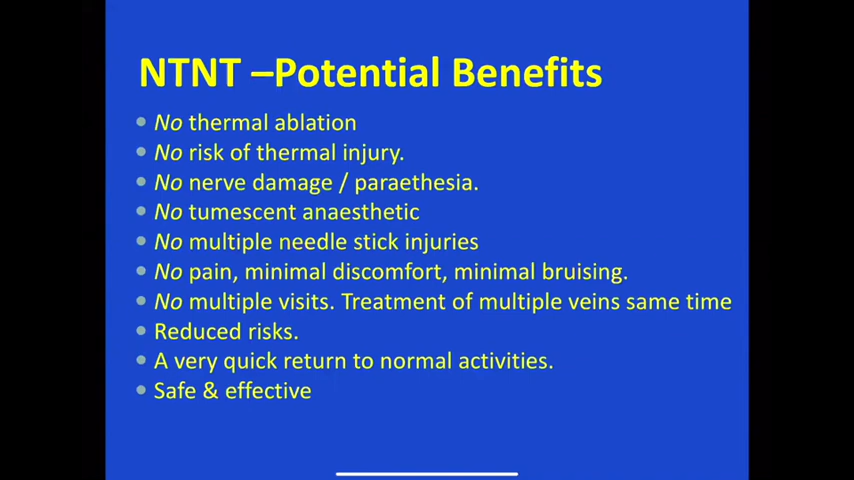 NTNT –Potential Benefits
No thermal ablation
No risk of thermal injury.
No nerve damage / paraethesia.
No tumescent anaesthetic
No multiple needle stick injuries
No pain, minimal discomfort, minimal bruising.
No multiple visits. Treatment of multiple veins same time
Reduced risks.
A very quick return to normal activities.
Safe & effective